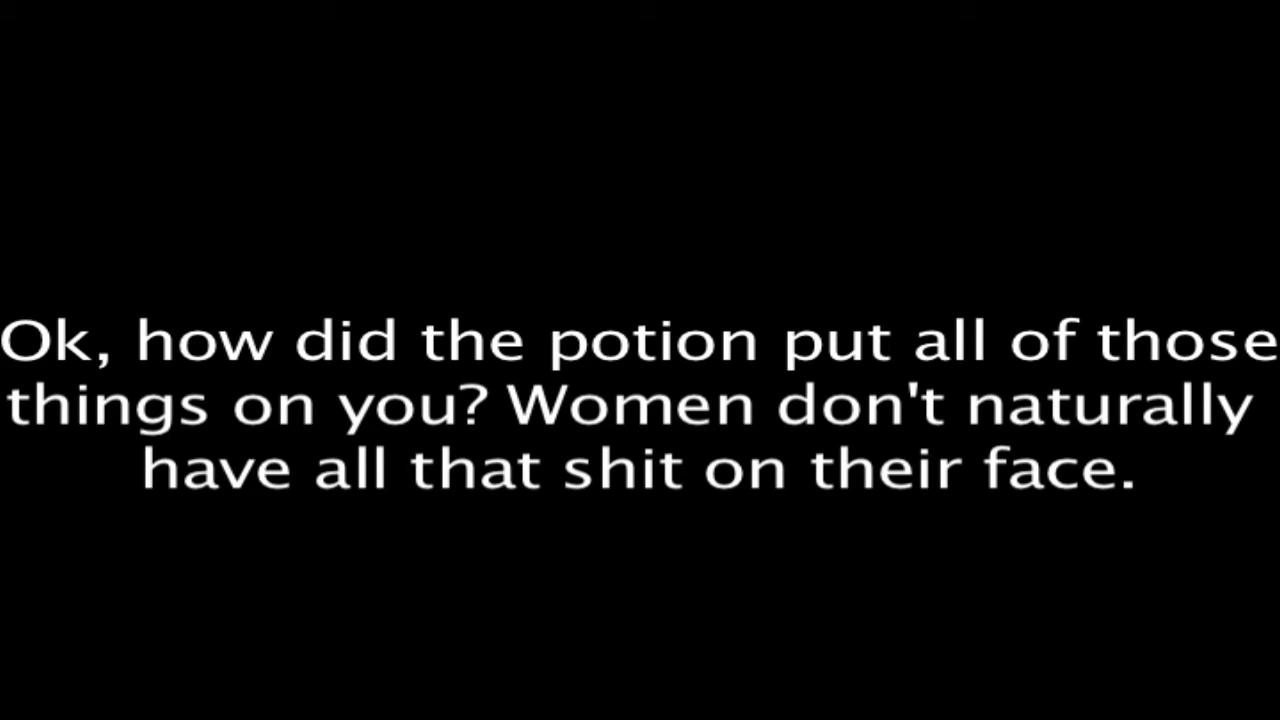 Ok, how did the potion put all of those
things on you? Women don't naturally
have all that shit on their face.